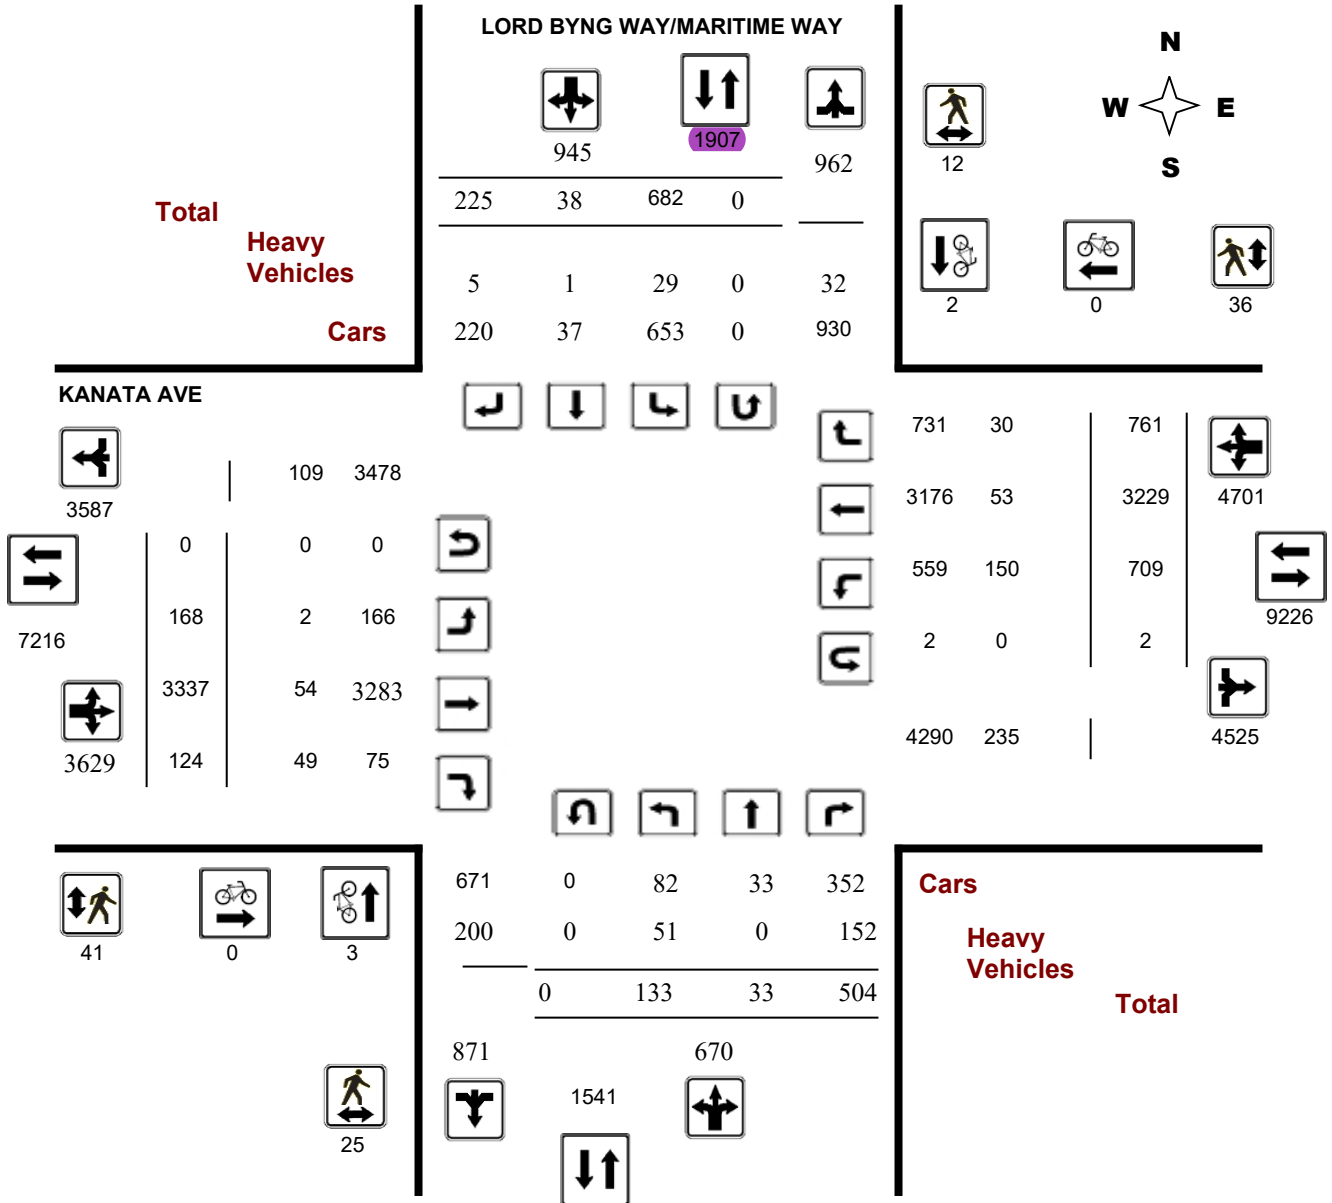 LORD BYNG WAY/MARITIME WAY
N
W E
S
945
1907
962
12
225 38 682 0
Total
Heavy
Vehicles
5 1 29 0 32
2 0 36
Cars
220 37 653 0 930
KANATA AVE
731 30 761
109 3478
3587
3176 53 3229 4701
0 0 0
559 150 709
9226
168 2 166
7216
2 0 2
3337 54 3283
4290 235 4525
3629 124 49 75
671 0 82 33 352
Cars
200 0 51 0 152
Heavy
Vehicles
41 0 3
0 133 33 504
Total
871 670
1541
25